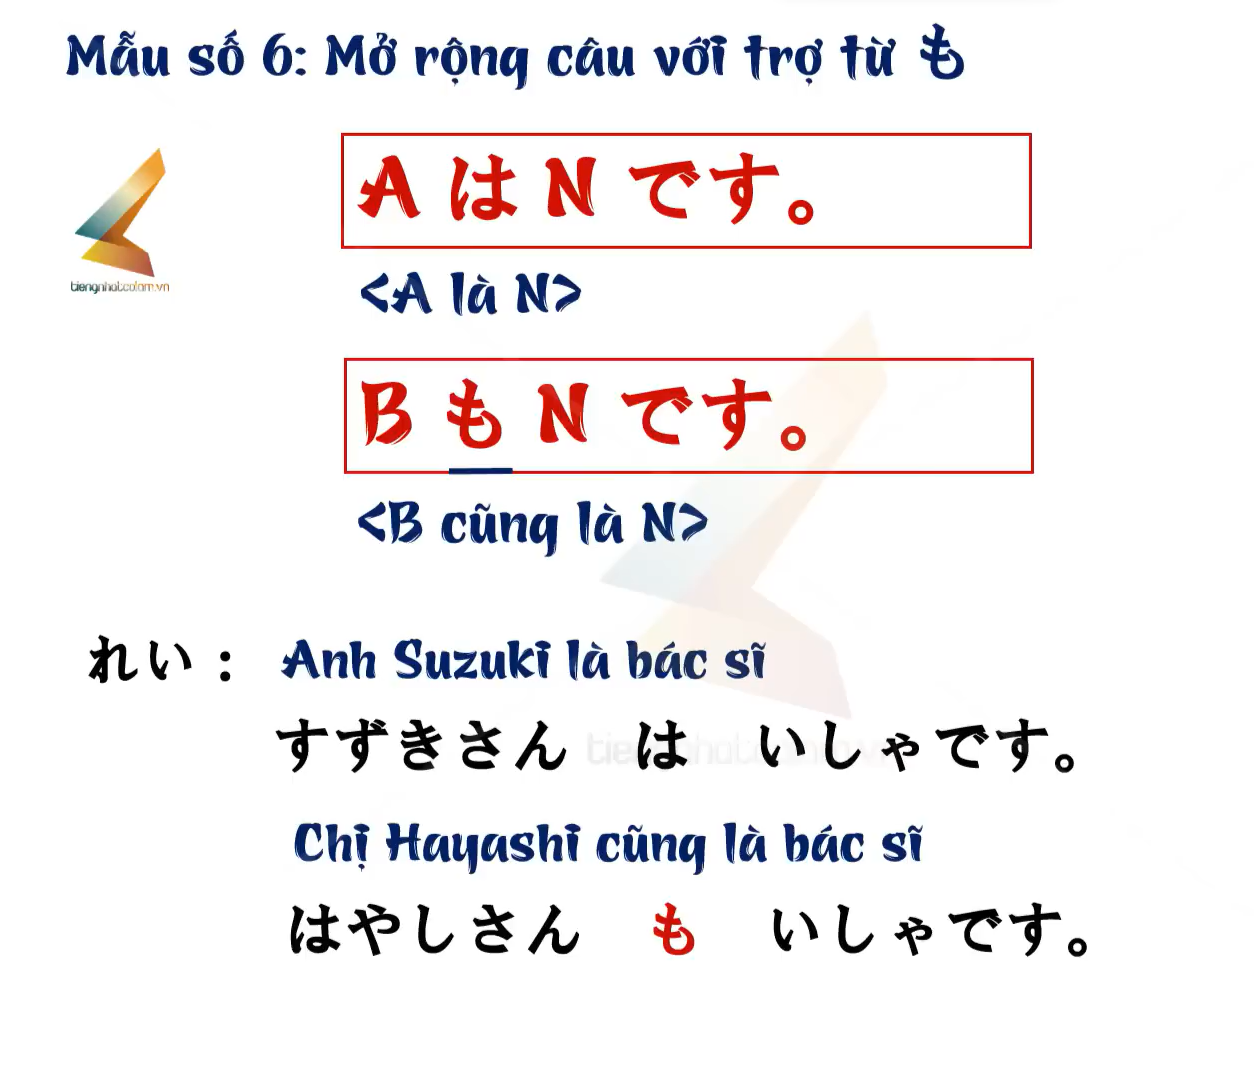 Mẫu số 6: Mở rộng câu với trợ từ も
A は N です。
tiengnhatcolam.vn
<A là N>
B も N です。
<B cũng là N>
れい : Anh Suzuki là bác sĩ
すずきさん は いしゃです。
tiengnhatcolam.vn
Chị Hayashi cũng là bác sĩ
はやしさん も いしゃです。